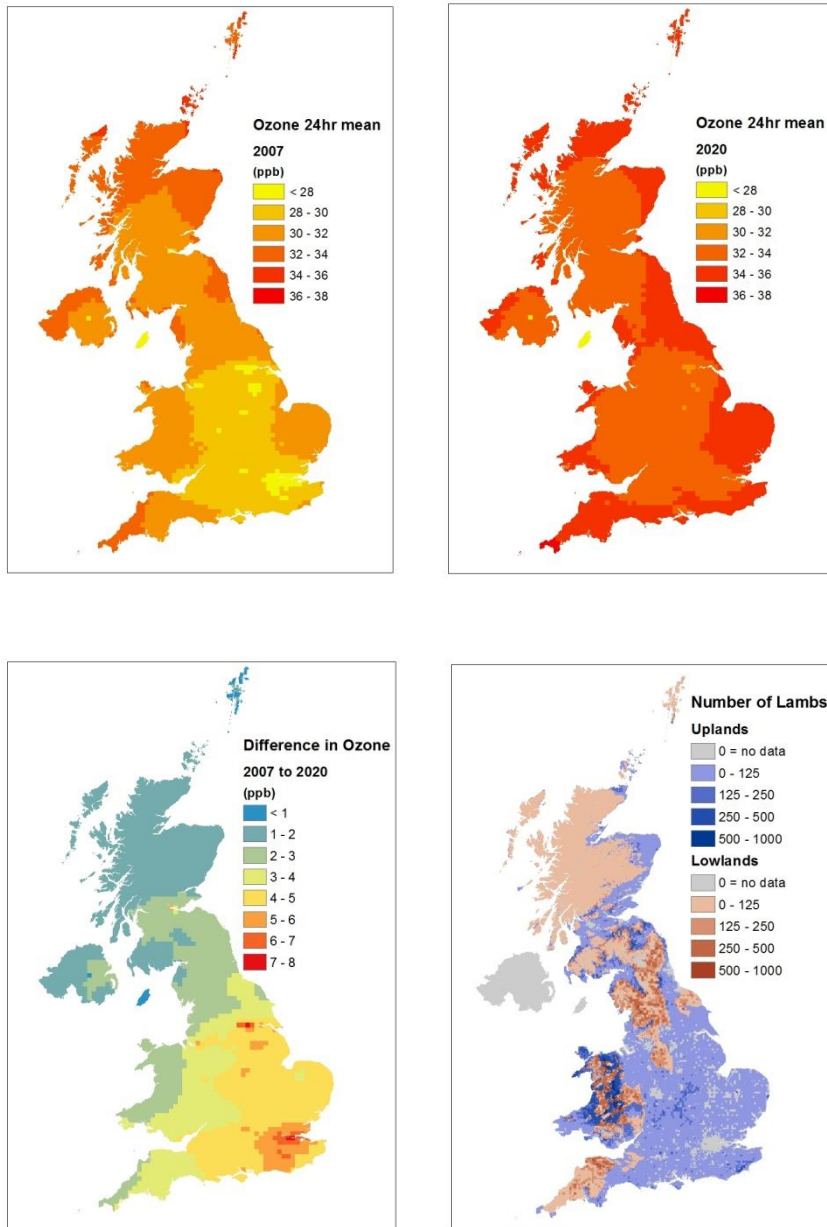 Ozone 24hr mean
2007
(ppb)
< 28
28 - 30
30 - 32
32 - 34
34 - 36
36 - 38
Ozone 24hr mean
2020
(ppb)
< 28
28 - 30
30 - 32
32 - 34
34 - 36
36 - 38
Difference in Ozone
2007 to 2020
(ppb)
< 1
1 - 2
2 - 3
3 - 4
4 - 5
5 - 6
6 - 7
7 - 8
Number of Lambs
Uplands
0 = no data
0 - 125
125 - 250
250 - 500
500 - 1000
Lowlands
0 = no data
0 - 125
125 - 250
250 - 500
500 - 1000